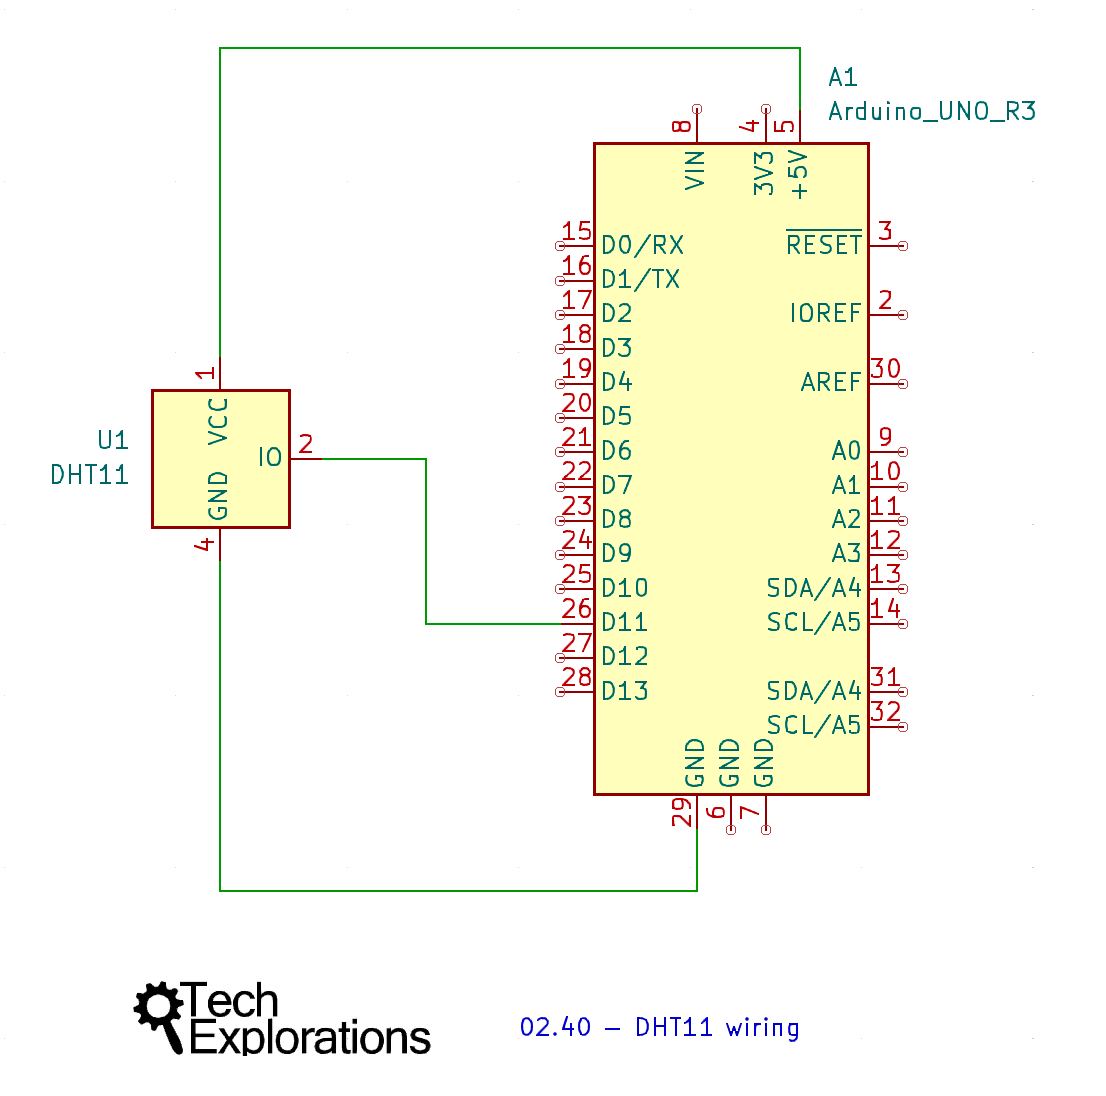 A1
Arduino_UNO_R3
8
4
5
VIN
3V3
+5V
15 D0/RX
RESET 3
16 D1/TX
17 D2
IOREF 2
18 D3
19 D4
AREF 30
20 D5
21 D6
A0 9
22 D7
A1 10
23 D8
A2 11
24 D9
A3 12
25 D10
SDA/A4 13
26 D11
SCL/A5 14
27 D12
28 D13
SDA/A4 31
SCL/A5 32
GND
GND
GND
29
6
7
1
VCC
U1
DHT11
IO 2
GND
4
Tech
Explorations
02.40 – DHT11 wiring